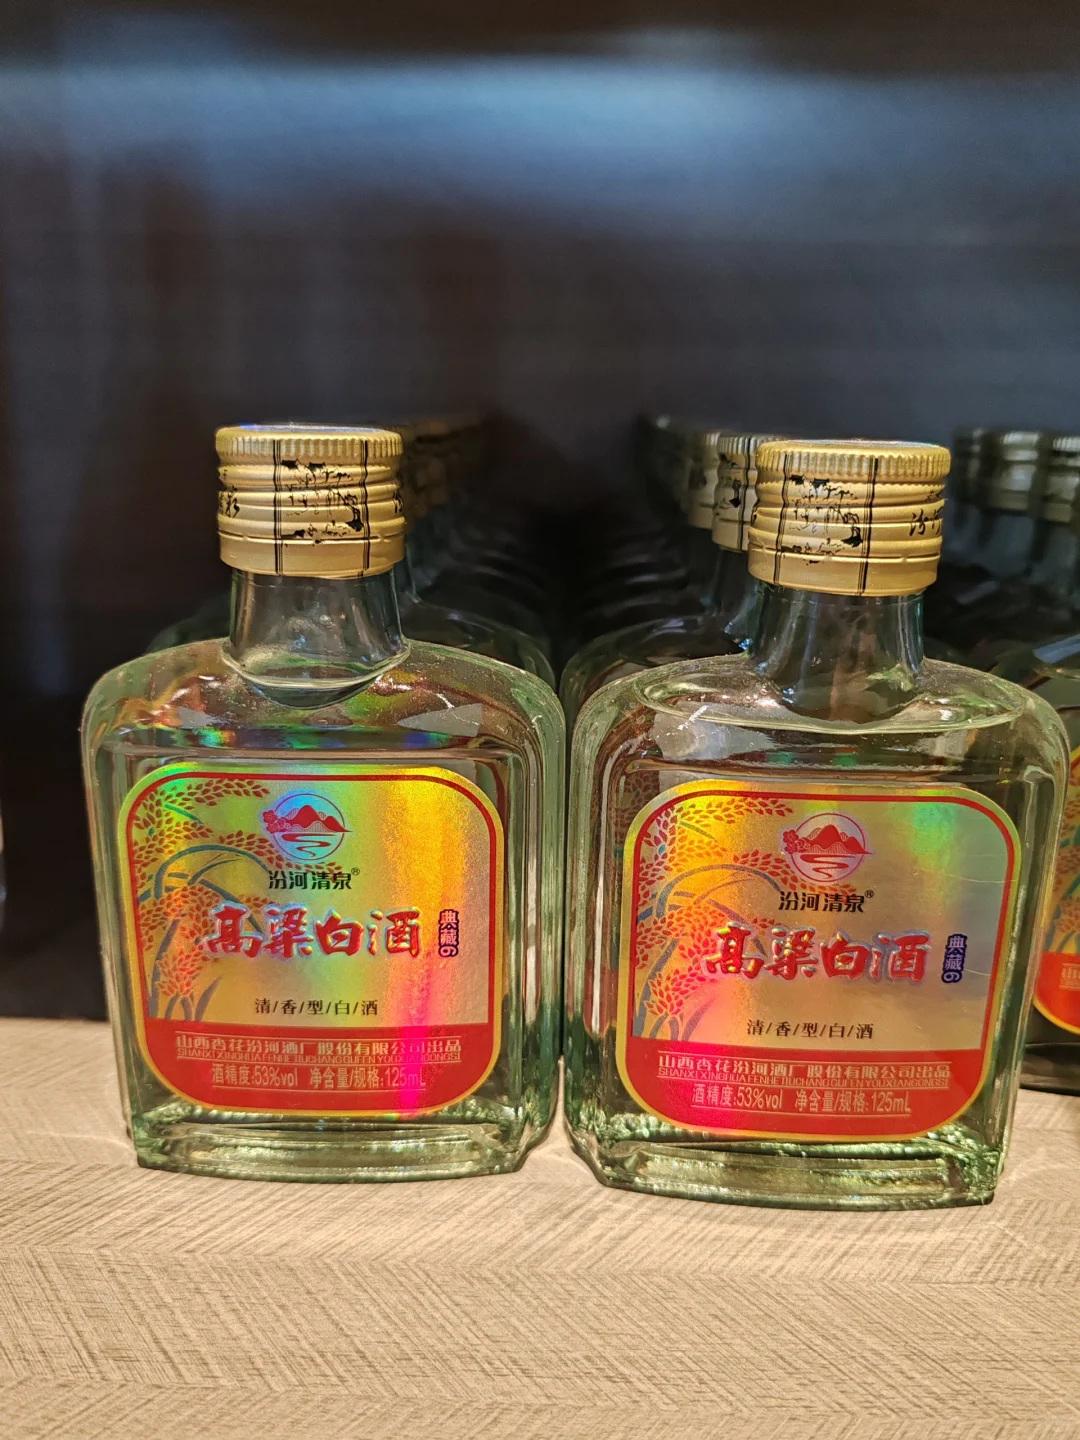 汾河清泉®
高粱白酒
典藏9
清/香/型/白/酒
山西杏花汾河酒厂股份有限公司出品
SHANXI XINGHUA FENHE JIUCHANG GUFEN YOUXIANGONGSI
酒精度:53%vol 净含量/规格:125mL
汾河清泉®
高粱白酒
典藏9
清/香/型/白/酒
山西杏花汾河酒厂股份有限公司出品
SHANXI XINGHUA FENHE JIUCHANG GUFEN YOUXIANGONGSI
酒精度:53%vol 净含量/规格:125mL